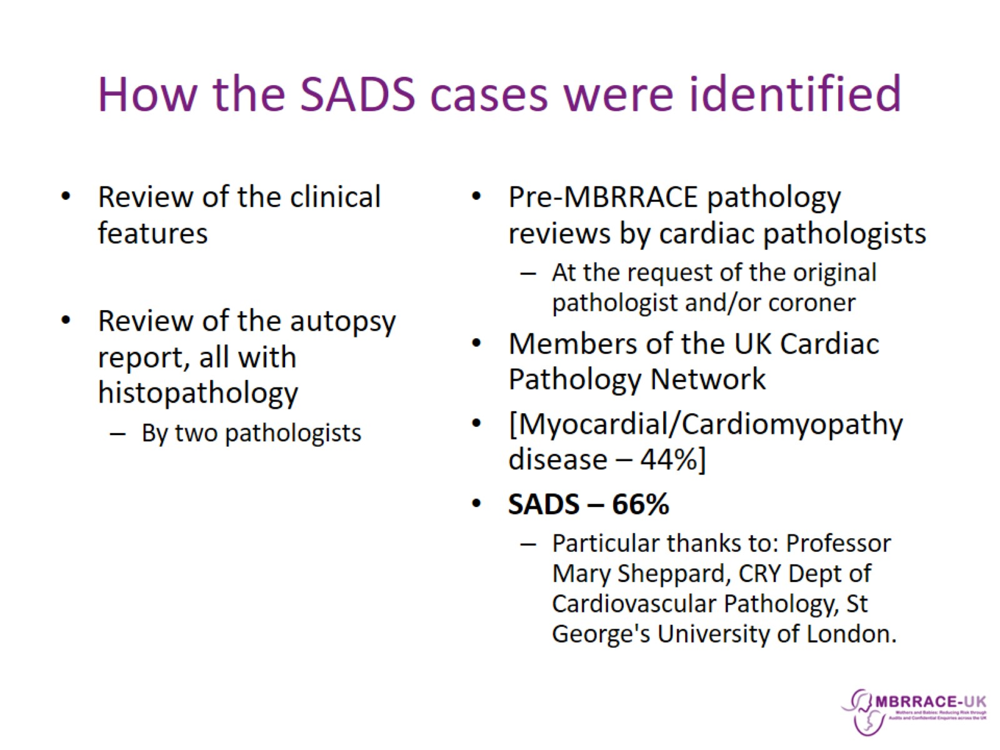 How the SADS cases were identified
• Review of the clinical
features
• Review of the autopsy
report, all with
histopathology
– By two pathologists
• Pre-MBRRACE pathology
reviews by cardiac pathologists
– At the request of the original
pathologist and/or coroner
• Members of the UK Cardiac
Pathology Network
• [Myocardial/Cardiomyopathy
disease – 44%]
• SADS – 66%
– Particular thanks to: Professor
Mary Sheppard, CRY Dept of
Cardiovascular Pathology, St
George's University of London.
MBRRACE-UK
Mothers and Babies: Reducing Risk through
Audits and Confidential Enquiries across the UK